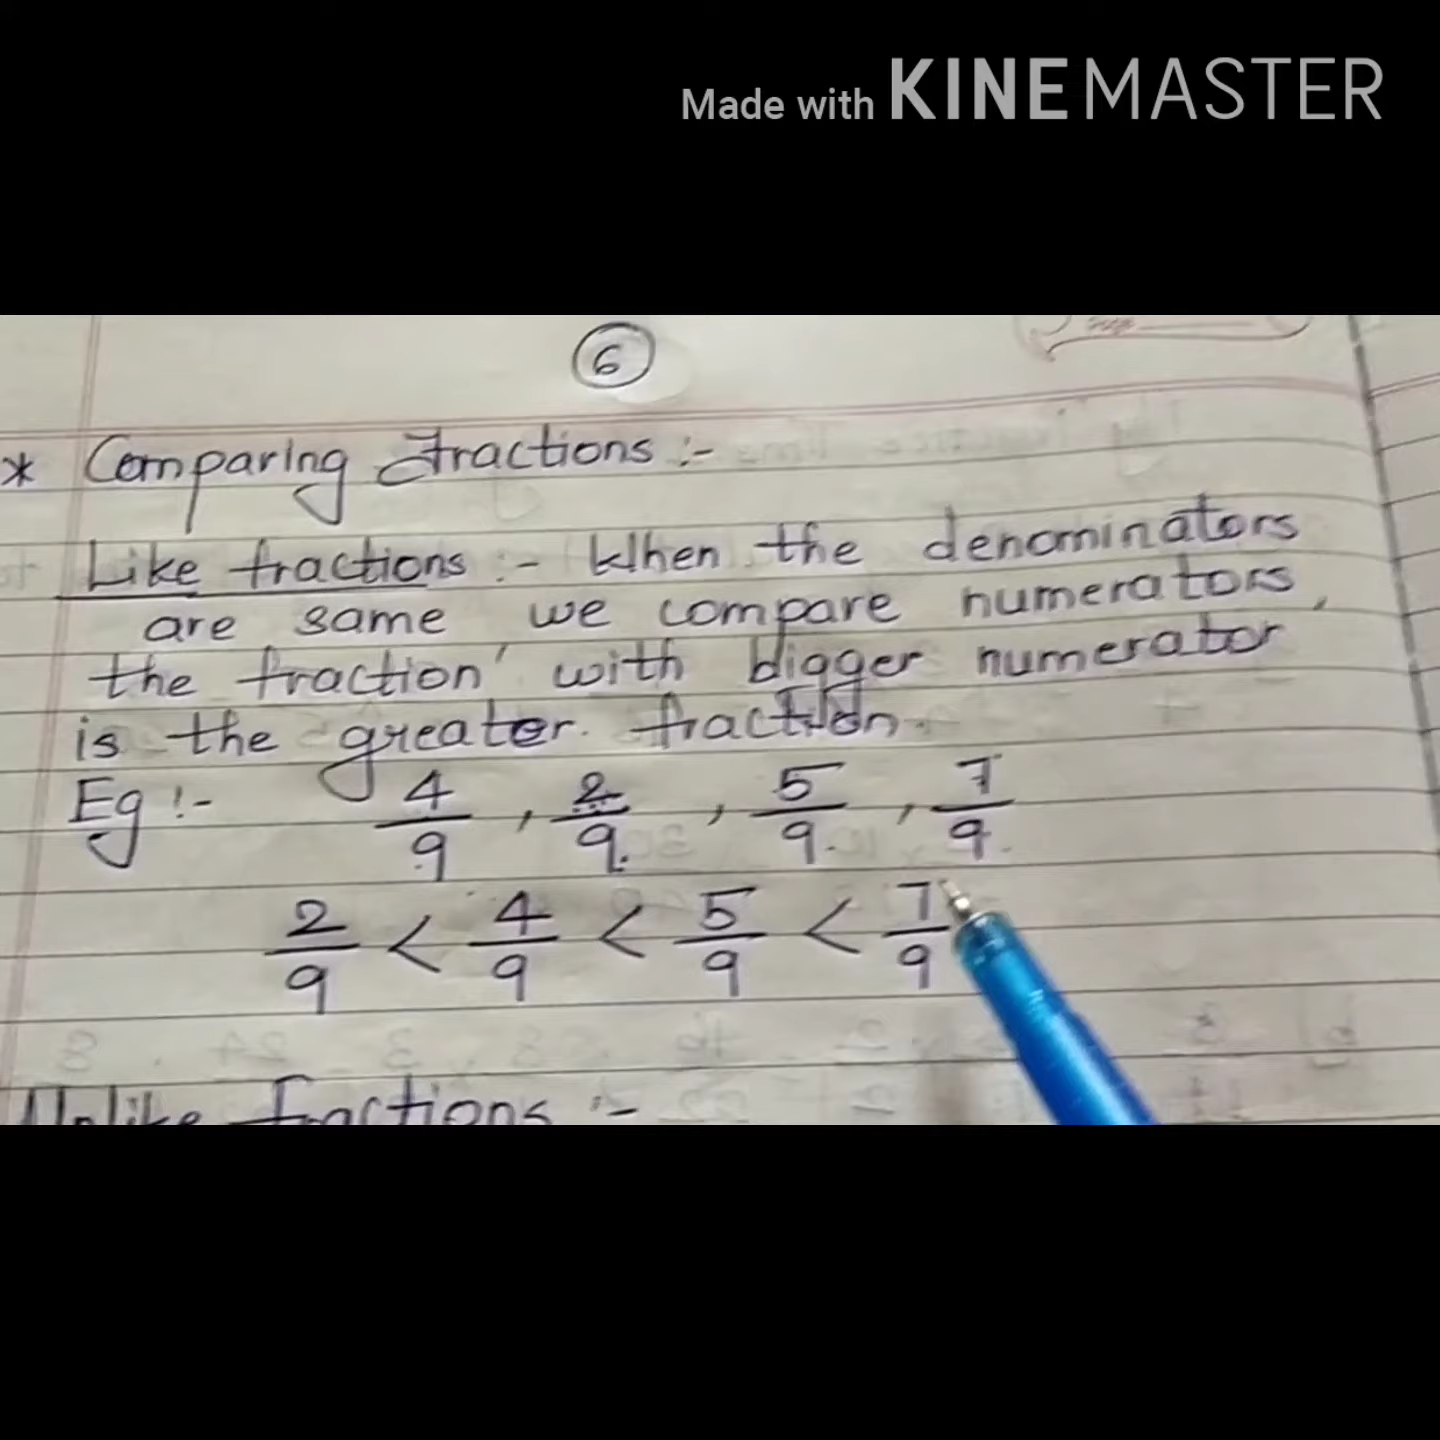 Made with KINEMASTER
6
* Comparing Fractions :-
Like fractions :- When the denominators
are same we compare numerators,
the fraction with bigger numerator
is the greater fraction.
Eg :- 4/9 , 2/9 , 5/9 , 7/9
2/9 < 4/9 < 5/9 < 7/9
Unlike fractions :-